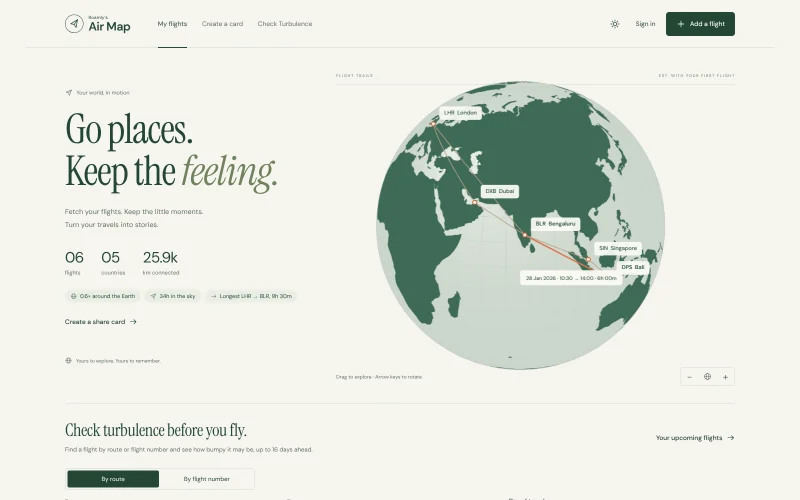 Roamly's
Air Map
My flights
Create a card
Check Turbulence
Sign in
+ Add a flight
FLIGHT TRAILS
EST. WITH YOUR FIRST FLIGHT
Your world, in motion
Go places.
Keep the feeling.
Fetch your flights. Keep the little moments.
Turn your travels into stories.
06 flights
05 countries
25.9k km connected
0.6× around the Earth
34h in the sky
→ Longest LHR → BLR, 9h 30m
Create a share card →
Yours to explore. Yours to remember.
LHR London
DXB Dubai
BLR Bengaluru
SIN Singapore
DPS Bali
28 Jan 2026 · 10:30 → 14:00 · 6h 00m
Drag to explore · Arrow keys to rotate
− +
Check turbulence before you fly.
Find a flight by route or flight number and see how bumpy it may be, up to 16 days ahead.
Your upcoming flights →
By route
By flight number